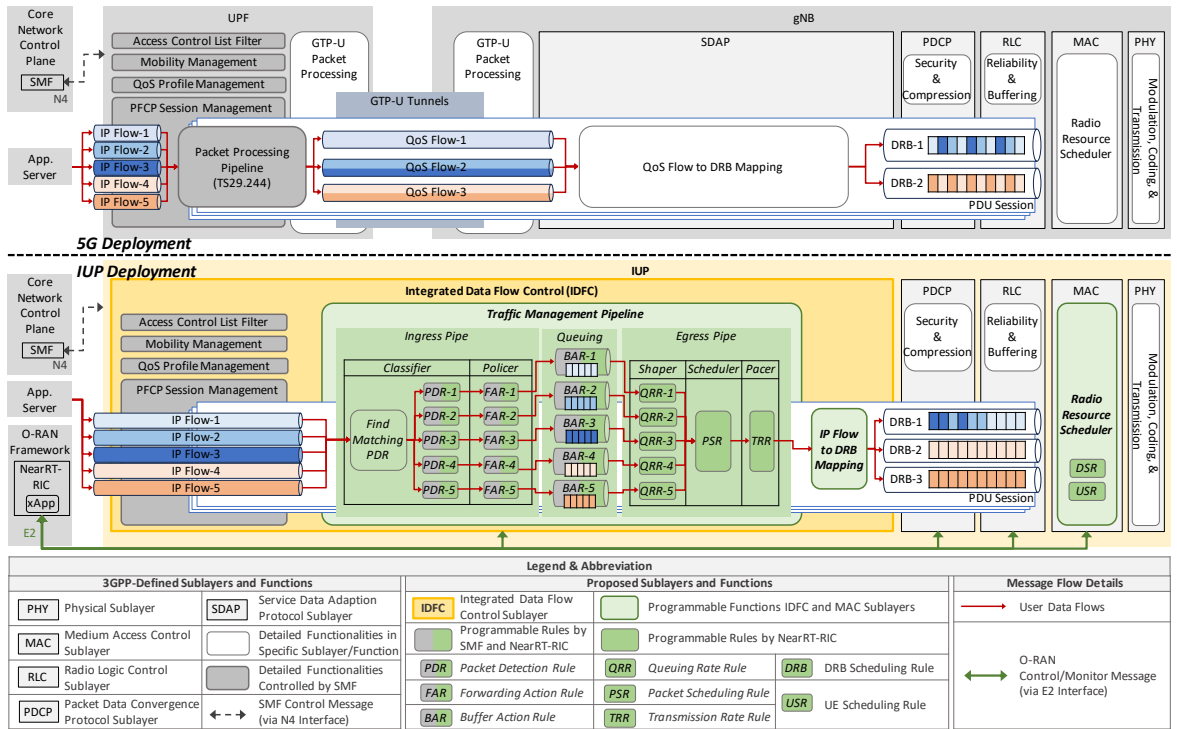 Core
Network
Control
Plane
SMF
N4
UPF
Access Control List Filter
Mobility Management
QoS Profile Management
PFCP Session Management
GTP-U
Packet
Processing
GTP-U Tunnels
gNB
GTP-U
Packet
Processing
SDAP
PDCP
Security
&
Compression
RLC
Reliability
&
Buffering
MAC
Radio
Resource
Scheduler
PHY
Modulation, Coding, &
Transmission
App.
Server
IP Flow-1
IP Flow-2
IP Flow-3
IP Flow-4
IP Flow-5
Packet Processing
Pipeline
(TS29.244)
QoS Flow-1
QoS Flow-2
QoS Flow-3
QoS Flow to DRB Mapping
DRB-1
DRB-2
PDU Session
5G Deployment
IUP Deployment
IUP
Core
Network
Control
Plane
SMF
N4
Integrated Data Flow Control (IDFC)
Access Control List Filter
Mobility Management
QoS Profile Management
PFCP Session Management
Traffic Management Pipeline
Ingress Pipe
Queuing
Egress Pipe
Classifier
Policer
Shaper
Scheduler
Pacer
Find
Matching
PDR
PDR-1
PDR-2
PDR-3
PDR-4
PDR-5
FAR-1
FAR-2
FAR-3
FAR-4
FAR-5
BAR-1
BAR-2
BAR-3
BAR-4
BAR-5
QRR-1
QRR-2
QRR-3
QRR-4
QRR-5
PSR
TRR
IP Flow
to DRB
Mapping
PDCP
Security
&
Compression
RLC
Reliability
&
Buffering
MAC
Radio
Resource
Scheduler
DSR
USR
PHY
Modulation, Coding, &
Transmission
App.
Server
IP Flow-1
IP Flow-2
IP Flow-3
IP Flow-4
IP Flow-5
DRB-1
DRB-2
DRB-3
PDU Session
O-RAN
Framework
NearRT-
RIC
xApp
E2
Legend & Abbreviation
3GPP-Defined Sublayers and Functions
PHY Physical Sublayer
MAC Medium Access Control
Sublayer
RLC Radio Logic Control
Sublayer
PDCP Packet Data Convergence
Protocol Sublayer
SDAP Service Data Adaption
Protocol Sublayer
Detailed Functionalities in
Specific Sublayer/Function
Detailed Functionalities
Controlled by SMF
SMF Control Message
(via N4 Interface)
Proposed Sublayers and Functions
IDFC Integrated Data Flow
Control Sublayer
Programmable Functions IDFC and MAC Sublayers
Programmable Rules by
SMF and NearRT-RIC
Programmable Rules by NearRT-RIC
PDR Packet Detection Rule
QRR Queuing Rate Rule
DRB DRB Scheduling Rule
FAR Forwarding Action Rule
PSR Packet Scheduling Rule
USR UE Scheduling Rule
BAR Buffer Action Rule
TRR Transmission Rate Rule
Message Flow Details
User Data Flows
O-RAN
Control/Monitor Message
(via E2 Interface)